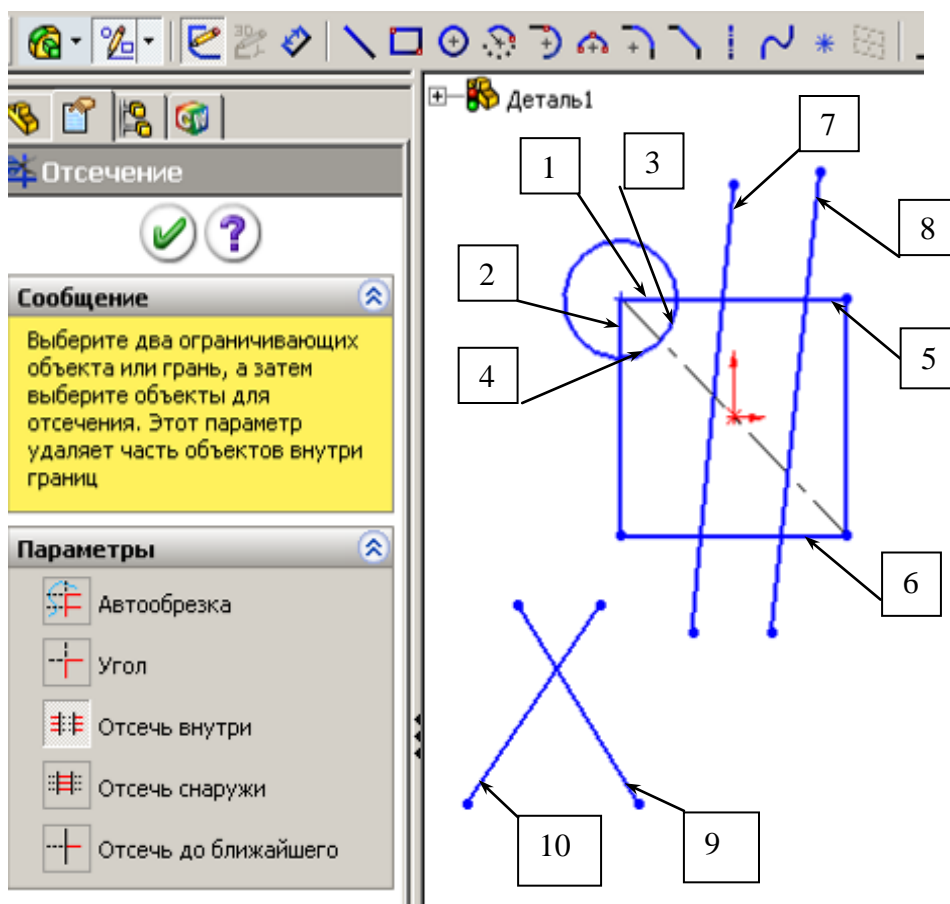 3D
Деталь1
Отсечение
?
Сообщение
Выберите два ограничивающих
объекта или грань, а затем
выберите объекты для
отсечения. Этот параметр
удаляет часть объектов внутри
границ
Параметры
Автообрезка
Угол
Отсечь внутри
Отсечь снаружи
Отсечь до ближайшего
7
1
3
8
2
5
4
6
10
9